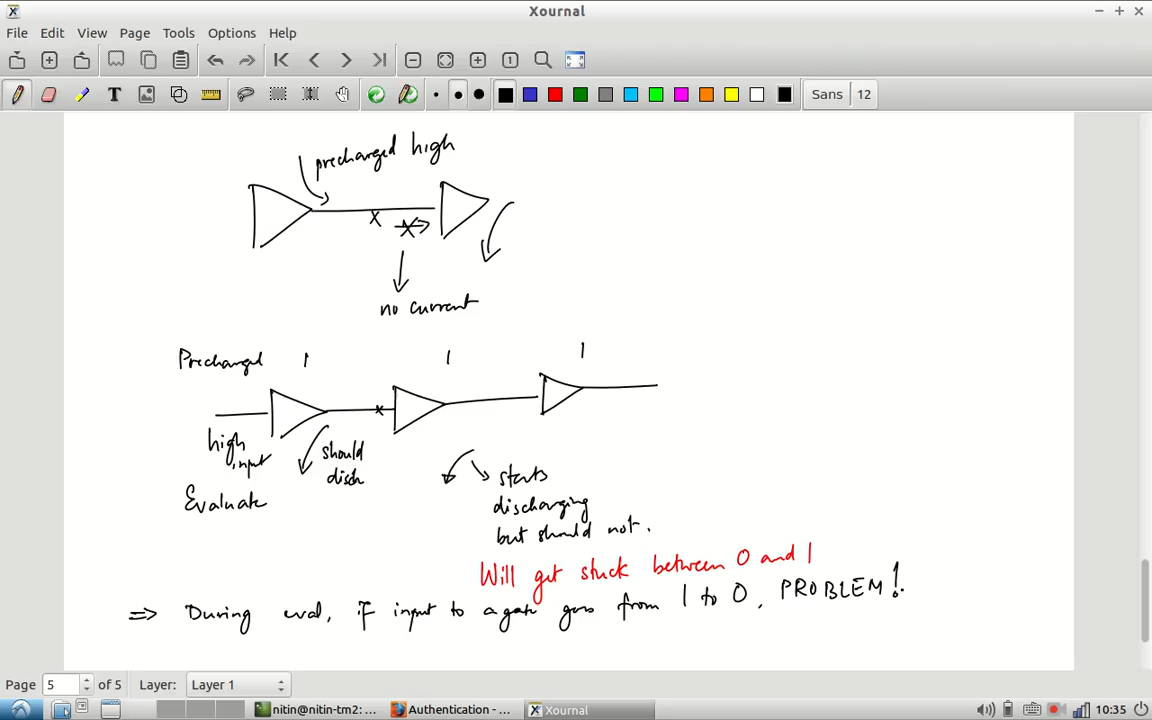 Xournal
File Edit View Page Tools Options Help
Sans 12
precharged high
no current
Precharged 1 1 1
high input
should disch
Evaluate
starts
discharging
but should not.
Will get stuck between 0 and 1
⇒ During eval, if input to a gate goes from 1 to 0, PROBLEM!
Page 5 of 5 Layer: Layer 1
nitin@nitin-tm2: ... Authentication - ... Xournal 10:35